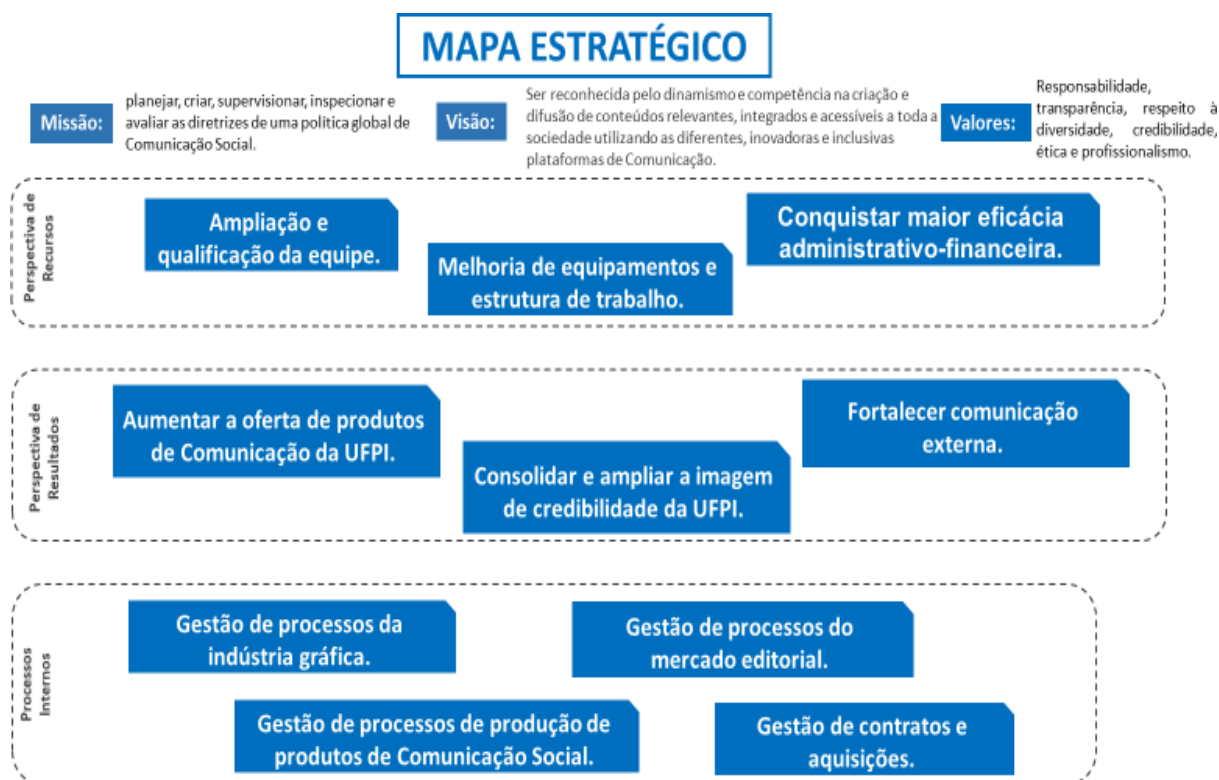 MAPA ESTRATÉGICO
Missão:
planejar, criar, supervisionar, inspecionar e
avaliar as diretrizes de uma política global de
Comunicação Social.
Visão:
Ser reconhecida pelo dinamismo e competência na criação e
difusão de conteúdos relevantes, integrados e acessíveis a toda a
sociedade utilizando as diferentes, inovadoras e inclusivas
plataformas de Comunicação.
Valores:
Responsabilidade,
transparência, respeito à
diversidade, credibilidade,
ética e profissionalismo.
Perspectiva de
Recursos
Ampliação e
qualificação da equipe.
Melhoria de equipamentos e
estrutura de trabalho.
Conquistar maior eficácia
administrativo-financeira.
Perspectiva de
Resultados
Aumentar a oferta de produtos
de Comunicação da UFPI.
Consolidar e ampliar a imagem
de credibilidade da UFPI.
Fortalecer comunicação
externa.
Processos
Internos
Gestão de processos da
indústria gráfica.
Gestão de processos do
mercado editorial.
Gestão de processos de produção de
produtos de Comunicação Social.
Gestão de contratos e
aquisições.